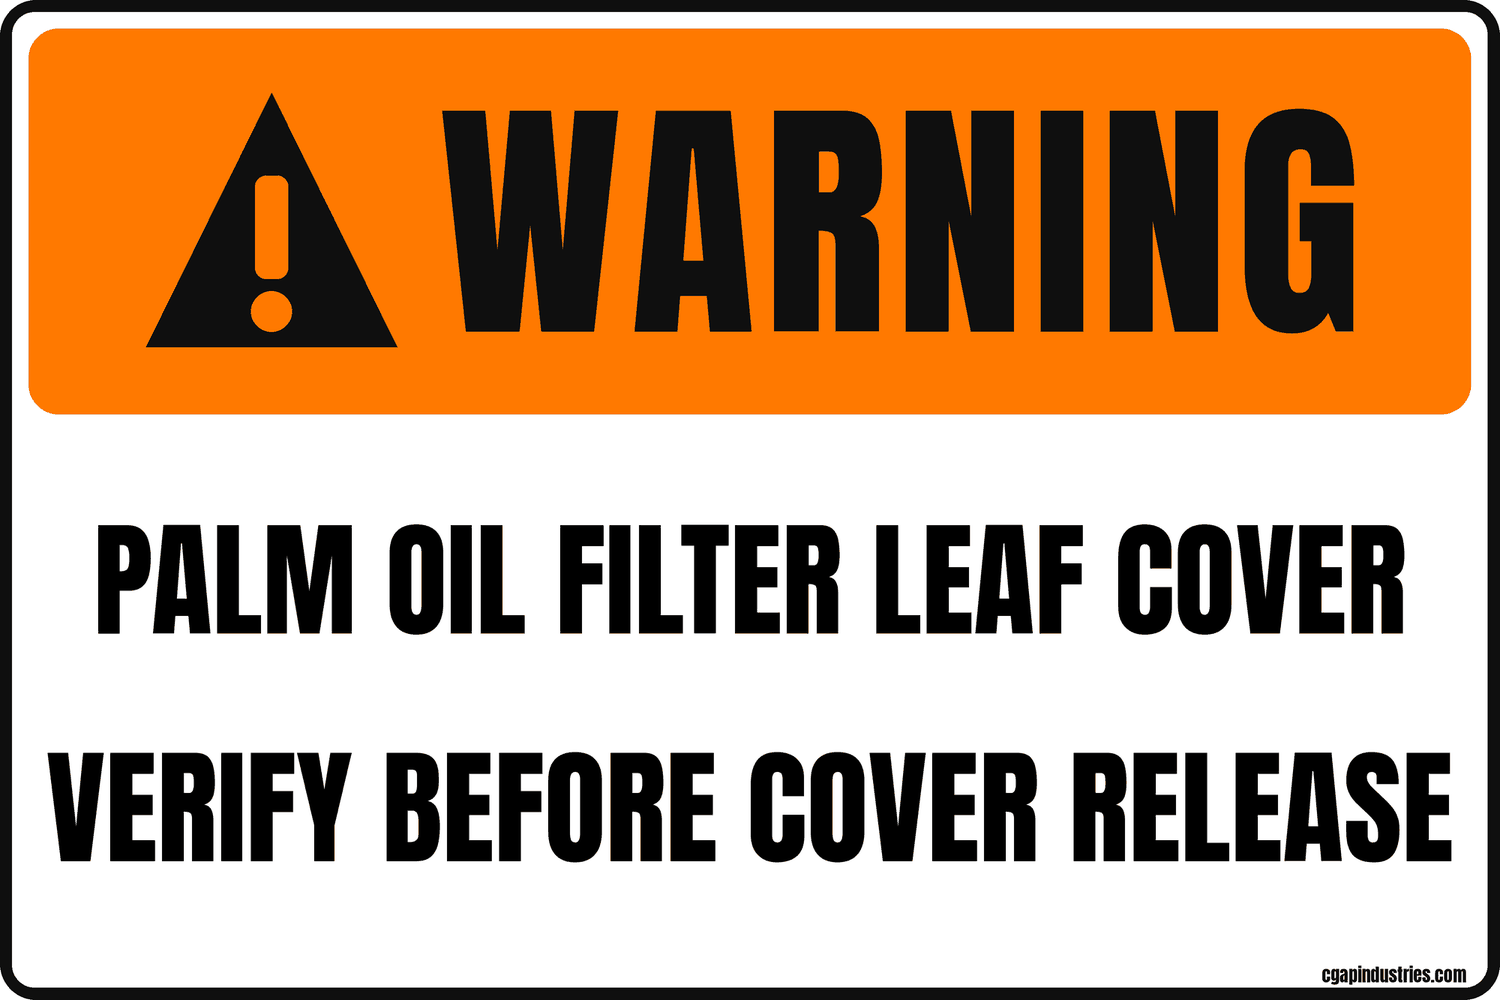 WARNING
PALM OIL FILTER LEAF COVER
VERIFY BEFORE COVER RELEASE
cgapindustries.com